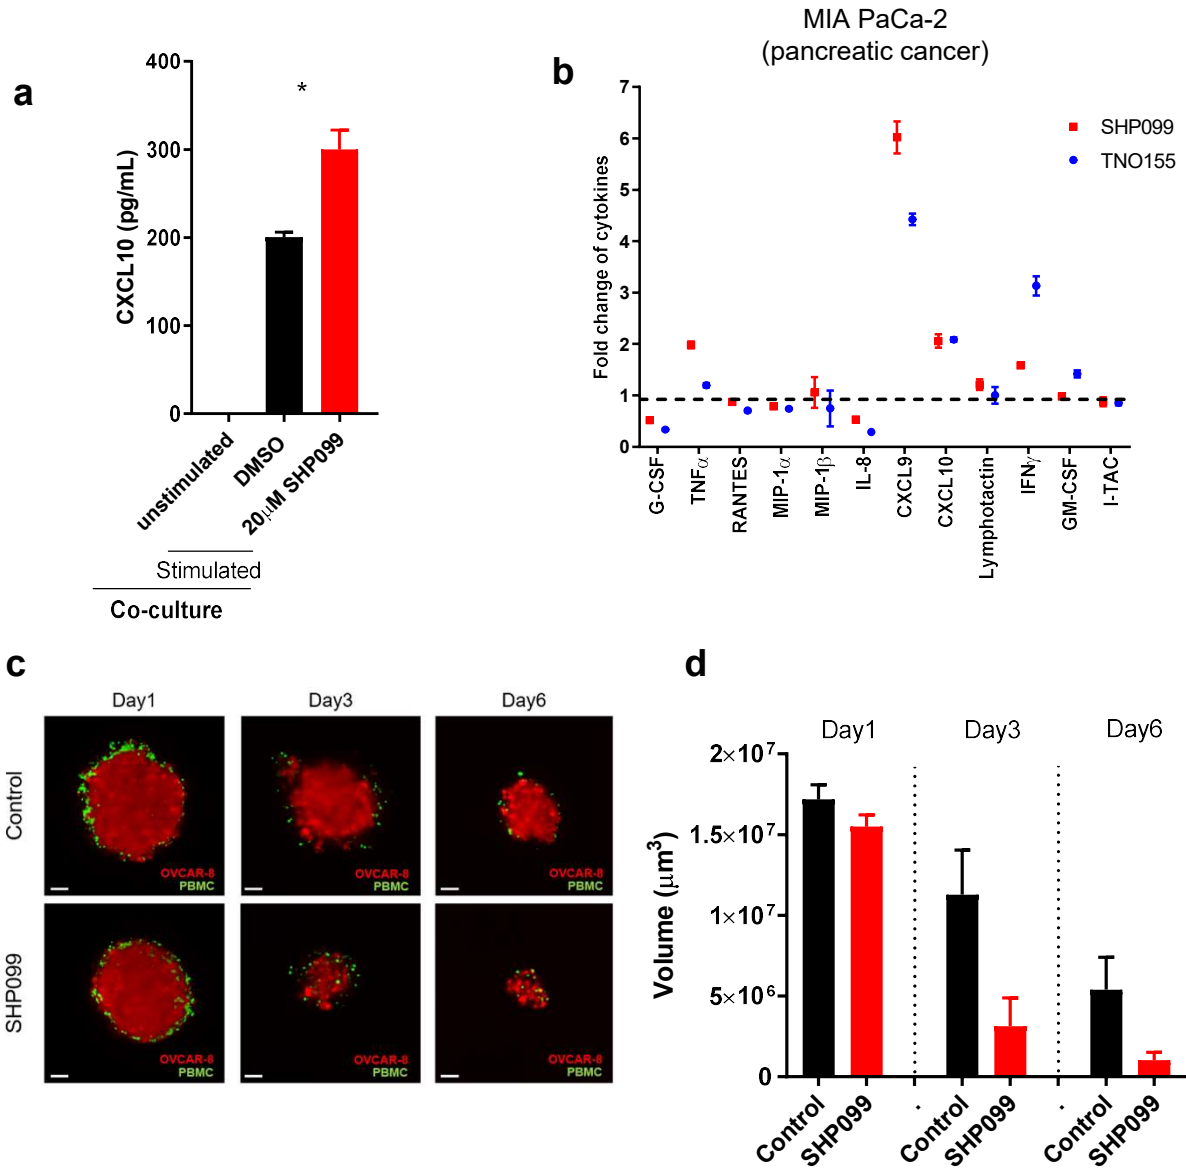 a
400
300
200
100
0
CXCL10 (pg/mL)
*
unstimulated
DMSO
20μM SHP099
Stimulated
Co-culture
b
MIA PaCa-2
(pancreatic cancer)
7
6
5
4
3
2
1
0
Fold change of cytokines
SHP099
TNO155
G-CSF
TNFα
RANTES
MIP-1α
MIP-1β
IL-8
CXCL9
CXCL10
Lymphotactin
IFNγ
GM-CSF
I-TAC
c
Day1
Day3
Day6
Control
OVCAR-8
PBMC
OVCAR-8
PBMC
OVCAR-8
PBMC
SHP099
OVCAR-8
PBMC
OVCAR-8
PBMC
OVCAR-8
PBMC
d
Day1
Day3
Day6
2×10⁷
1.5×10⁷
1×10⁷
5×10⁶
0
Volume (μm³)
Control
SHP099
.
Control
SHP099
.
Control
SHP099